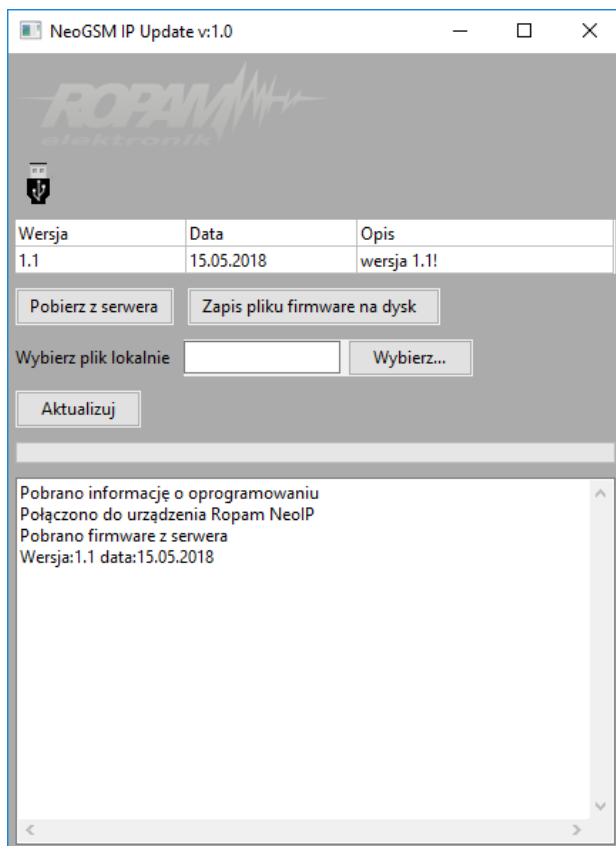 NeoGSM IP Update v:1.0
ROPAM
elektronik
Wersja Data Opis
1.1 15.05.2018 wersja 1.1!
Pobierz z serwera Zapis pliku firmware na dysk
Wybierz plik lokalnie Wybierz...
Aktualizuj
Pobrano informację o oprogramowaniu
Połączono do urządzenia Ropam NeoIP
Pobrano firmware z serwera
Wersja:1.1 data:15.05.2018